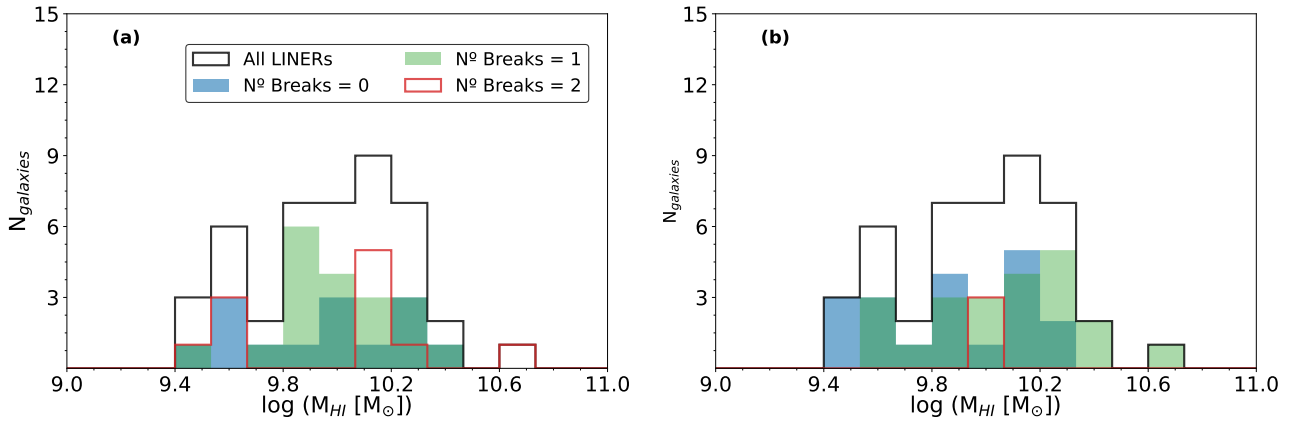 (a)
All LINERs
Nº Breaks = 0
Nº Breaks = 1
Nº Breaks = 2
15
12
9
6
3
N_galaxies
9.0 9.4 9.8 10.2 10.6 11.0
log (M_HI [M_⊙])
(b)
15
12
9
6
3
N_galaxies
9.0 9.4 9.8 10.2 10.6 11.0
log (M_HI [M_⊙])